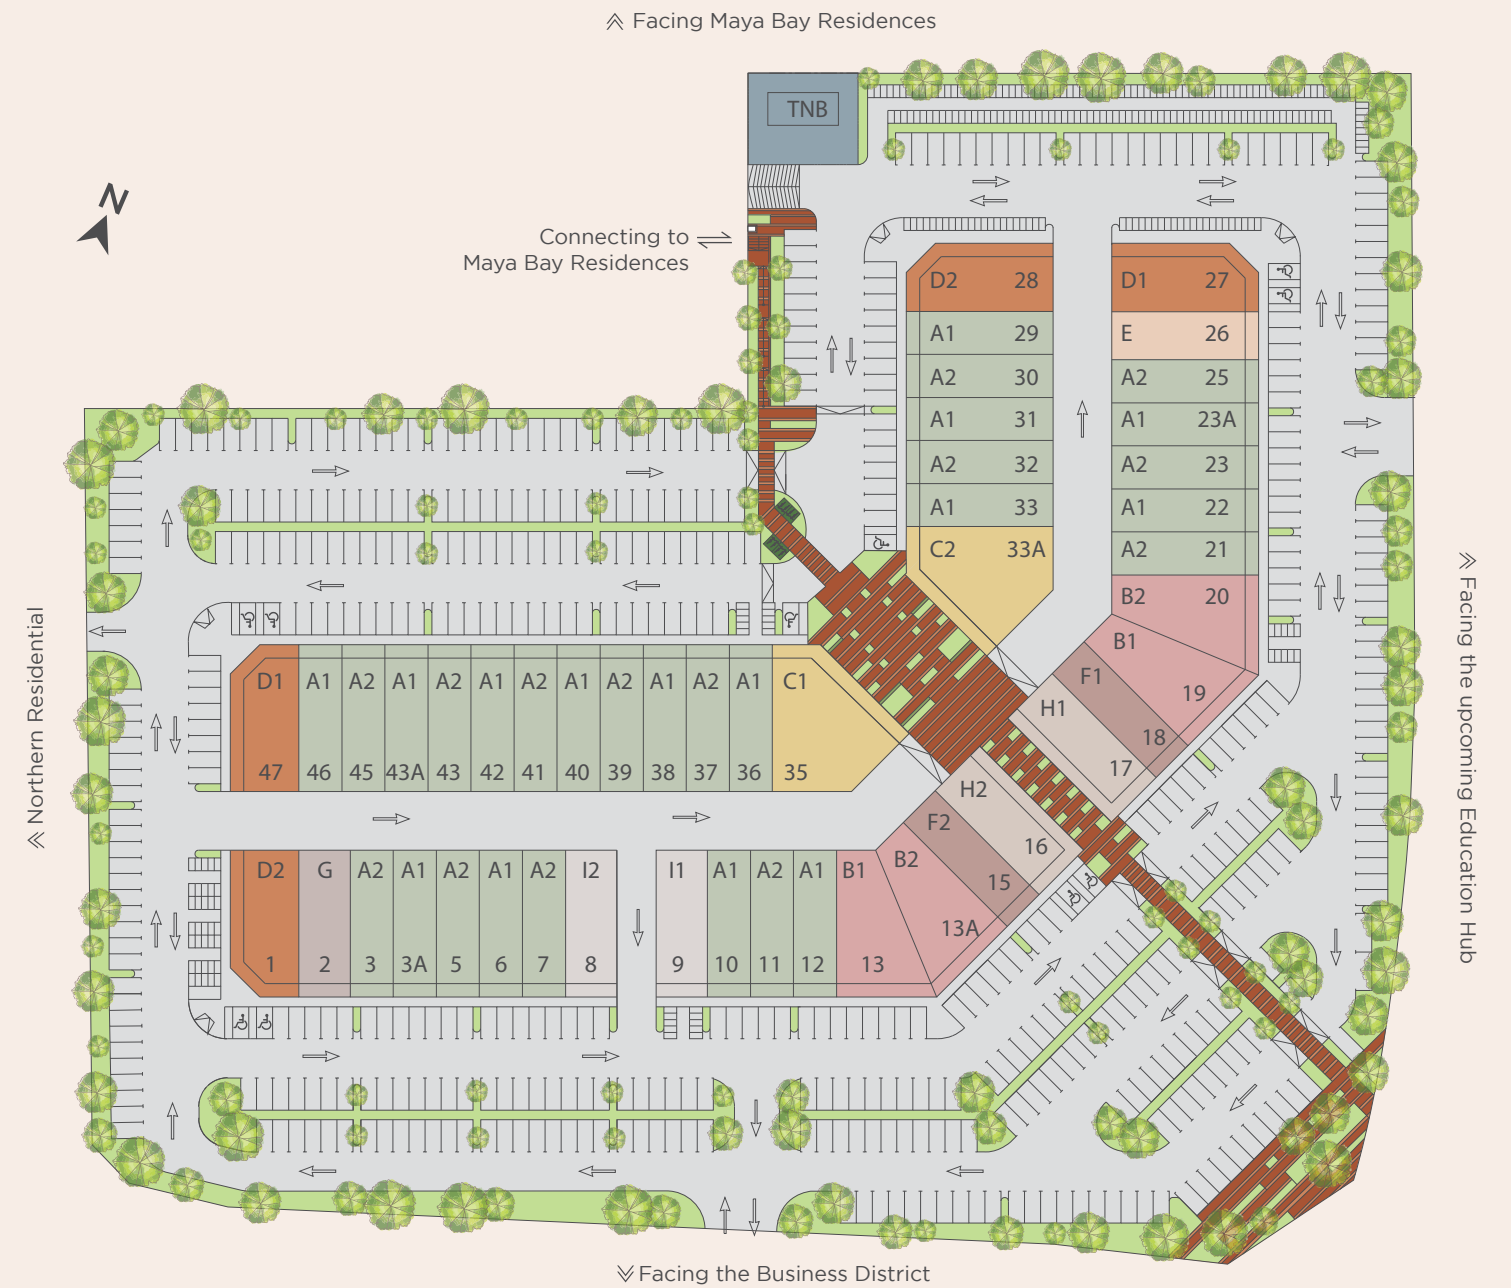 Facing Maya Bay Residences
TNB
N
Connecting to
Maya Bay Residences
D2 28
D1 27
A1 29
E 26
A2 30
A2 25
A1 31
A1 23A
A2 32
A2 23
A1 33
A1 22
C2 33A
A2 21
B2 20
B1 19
F1 18
H1 17
H2 16
F2 15
B2 13A
D1 A1 A2 A1 A2 A1 A2 A1 A2 A1 A2 A1 C1
47 46 45 43A 43 42 41 40 39 38 37 36 35
D2 G A2 A1 A2 A1 A2 I2 I1 A1 A2 A1 B1
1 2 3 3A 5 6 7 8 9 10 11 12 13
Northern Residential
Facing the upcoming Education Hub
Facing the Business District